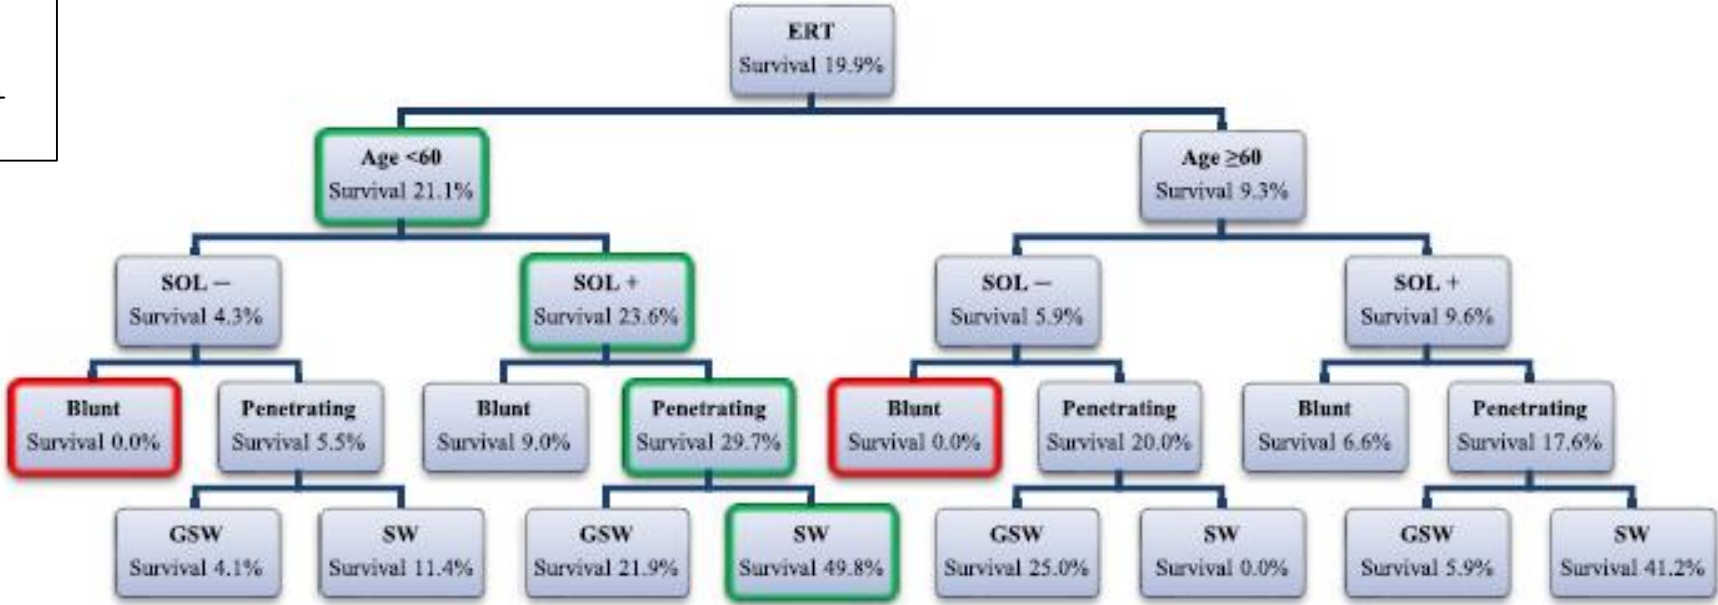 ERT
Survival 19.9%
Age <60
Survival 21.1%
Age ≥60
Survival 9.3%
SOL –
Survival 4.3%
SOL +
Survival 23.6%
SOL –
Survival 5.9%
SOL +
Survival 9.6%
Blunt
Survival 0.0%
Penetrating
Survival 5.5%
Blunt
Survival 9.0%
Penetrating
Survival 29.7%
Blunt
Survival 0.0%
Penetrating
Survival 20.0%
Blunt
Survival 6.6%
Penetrating
Survival 17.6%
GSW
Survival 4.1%
SW
Survival 11.4%
GSW
Survival 21.9%
SW
Survival 49.8%
GSW
Survival 25.0%
SW
Survival 0.0%
GSW
Survival 5.9%
SW
Survival 41.2%